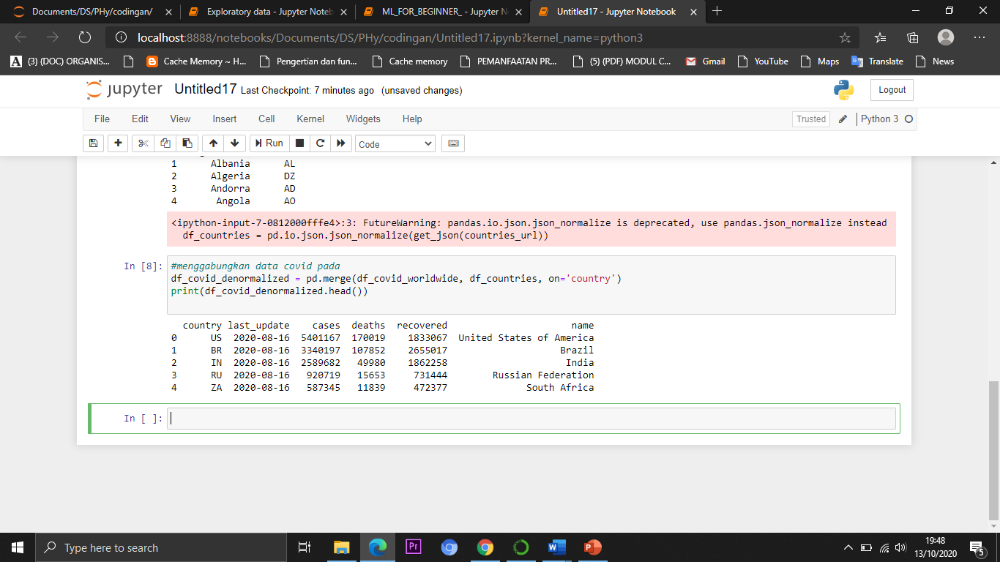 Documents/DS/PHy/codingan/
Exploratory data - Jupyter Noteb
ML_FOR_BEGINNER_ - Jupyter N
Untitled17 - Jupyter Notebook
localhost:8888/notebooks/Documents/DS/PHy/codingan/Untitled17.ipynb?kernel_name=python3
(3) (DOC) ORGANIS...
Cache Memory ~ H...
Pengertian dan fun...
Cache memory
PEMANFAATAN PR...
(5) (PDF) MODUL C...
Gmail
YouTube
Maps
Translate
News
jupyter Untitled17 Last Checkpoint: 7 minutes ago (unsaved changes)
Logout
File Edit View Insert Cell Kernel Widgets Help
Trusted
Python 3
Run
Code
1 Albania AL
2 Algeria DZ
3 Andorra AD
4 Angola AO
<ipython-input-7-0812000fffe4>:3: FutureWarning: pandas.io.json.json_normalize is deprecated, use pandas.json_normalize instead
df_countries = pd.io.json.json_normalize(get_json(countries_url))
In [8]:
#menggabungkan data covid pada
df_covid_denormalized = pd.merge(df_covid_worldwide, df_countries, on='country')
print(df_covid_denormalized.head())
country last_update cases deaths recovered name
0 US 2020-08-16 5401167 170019 1833067 United States of America
1 BR 2020-08-16 3340197 107852 2655017 Brazil
2 IN 2020-08-16 2589682 49980 1862258 India
3 RU 2020-08-16 920719 15653 731444 Russian Federation
4 ZA 2020-08-16 587345 11839 472377 South Africa
In [ ]:
Type here to search
Pr
19:48
13/10/2020
5